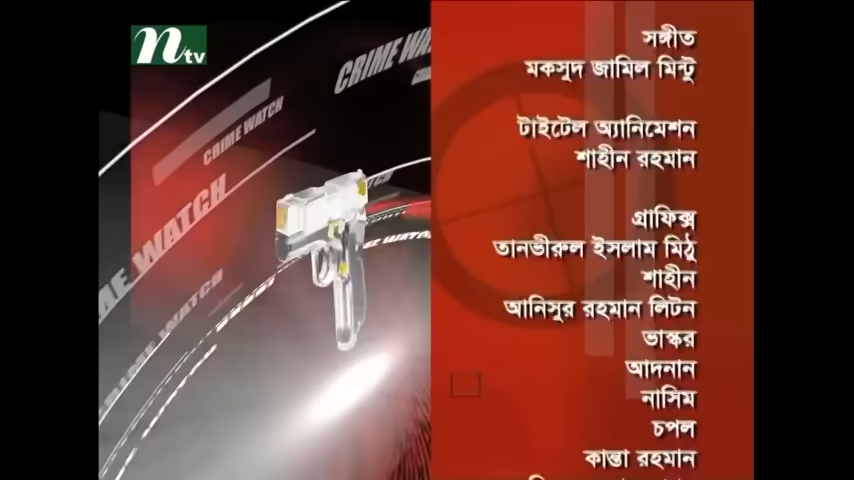 ntv
CRIME WATCH
CRIME WATCH
CRIME WATCH
সঙ্গীত
মকসুদ জামিল মিন্টু
টাইটেল অ্যানিমেশন
শাহীন রহমান
গ্রাফিক্স
তানভীরুল ইসলাম মিঠু
শাহীন
আনিসুর রহমান লিটন
ভাস্কর
আদনান
নাসিম
চপল
কান্তা রহমান